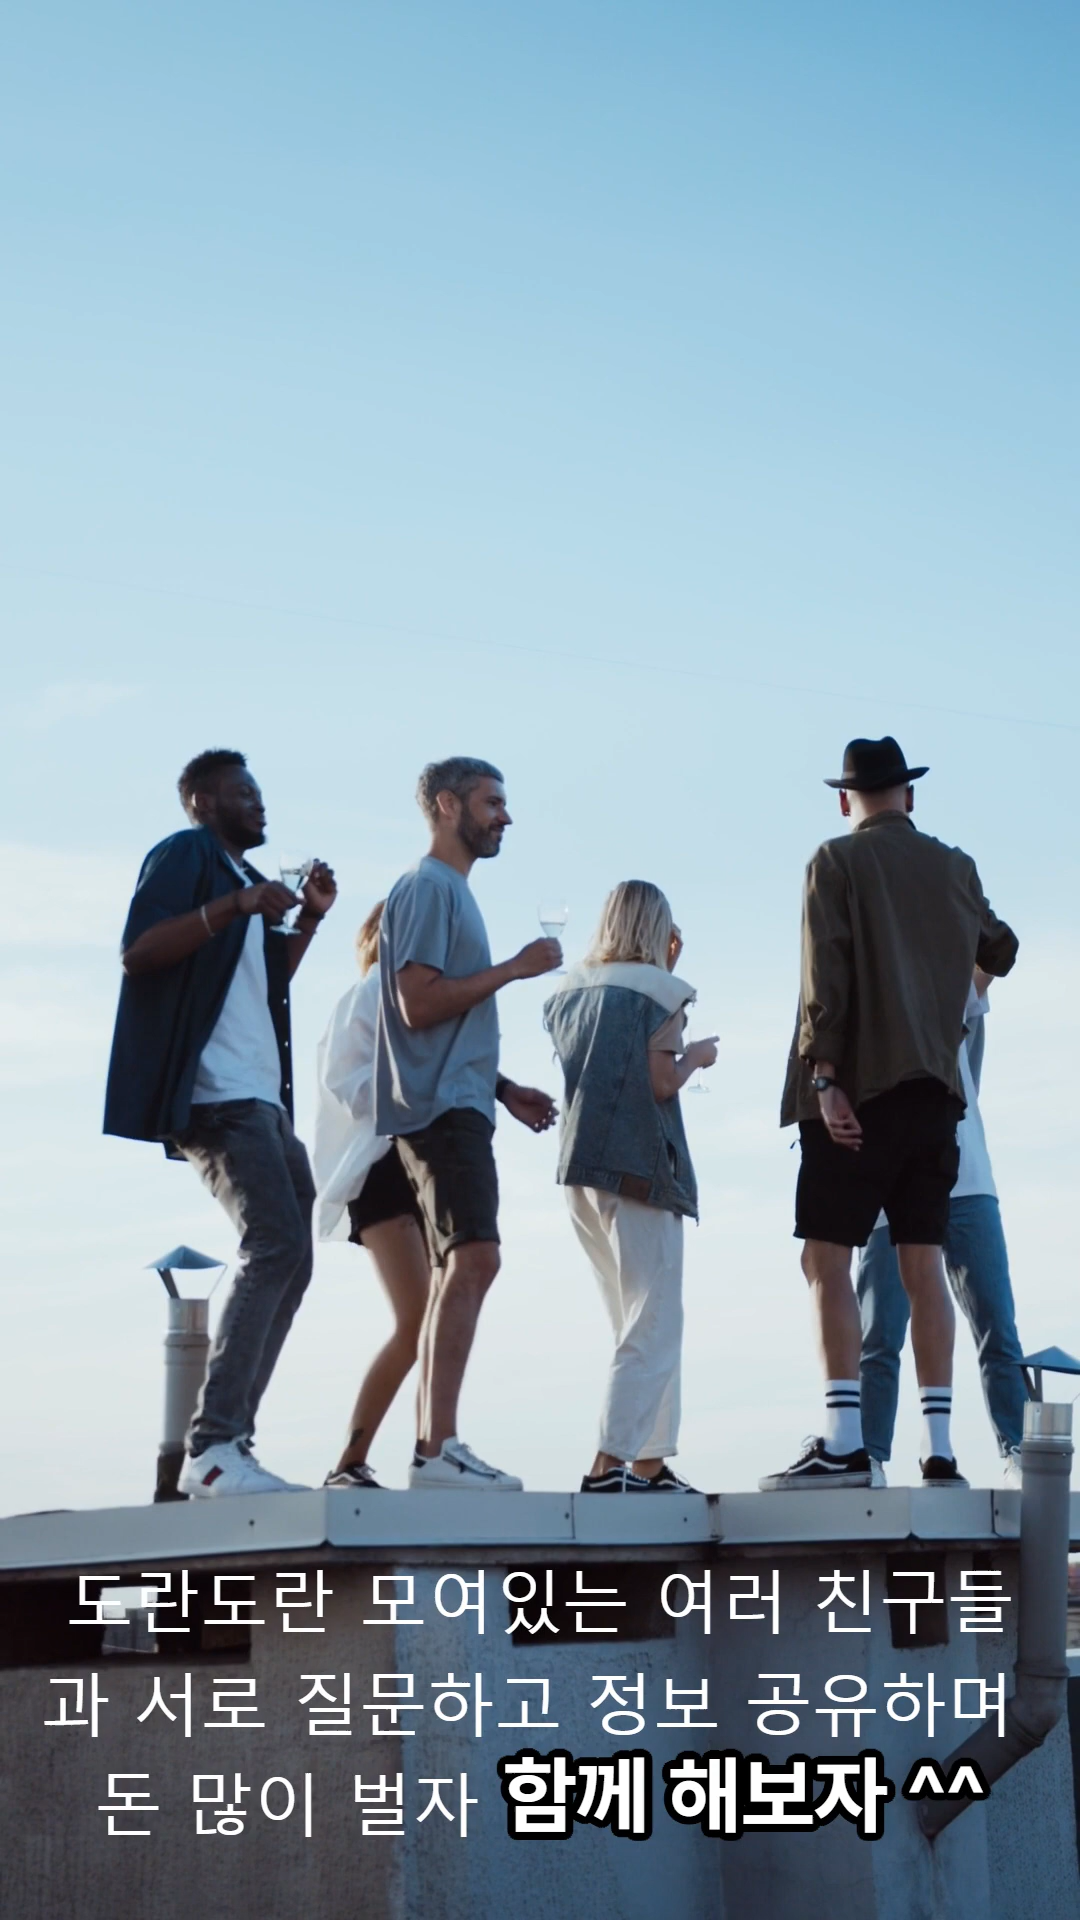 도란도란 모여있는 여러 친구들
과 서로 질문하고 정보 공유하며
돈 많이 벌자 함께 해보자 ^^